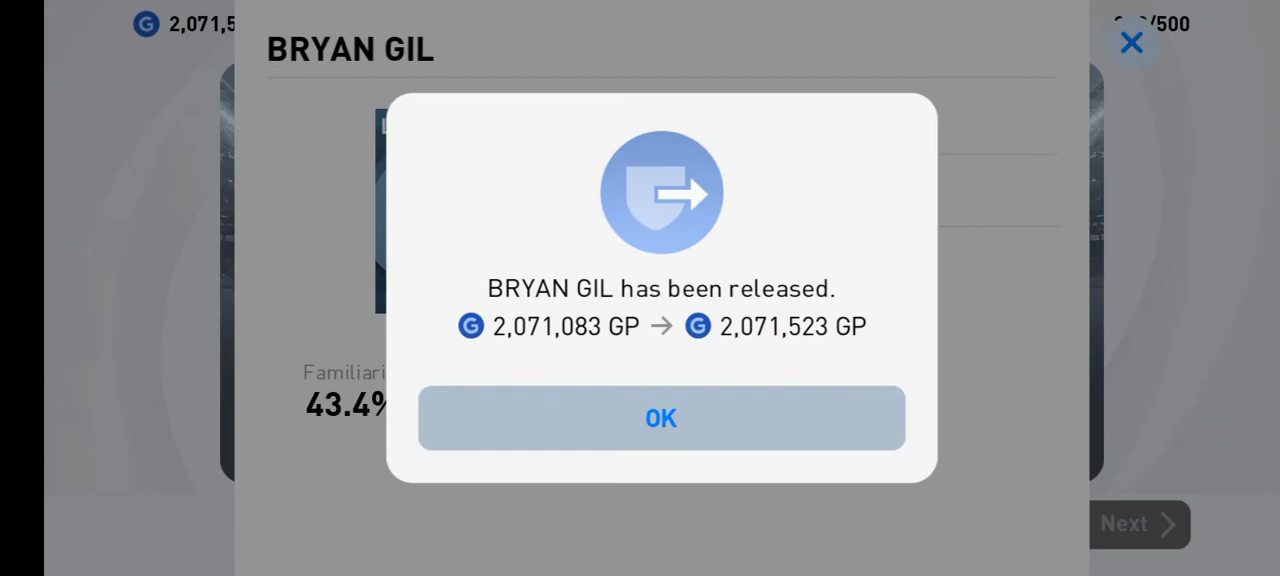 2,071,5
/500
BRYAN GIL
L
BRYAN GIL has been released.
G 2,071,083 GP → G 2,071,523 GP
Familiari
43.4%
OK
Next